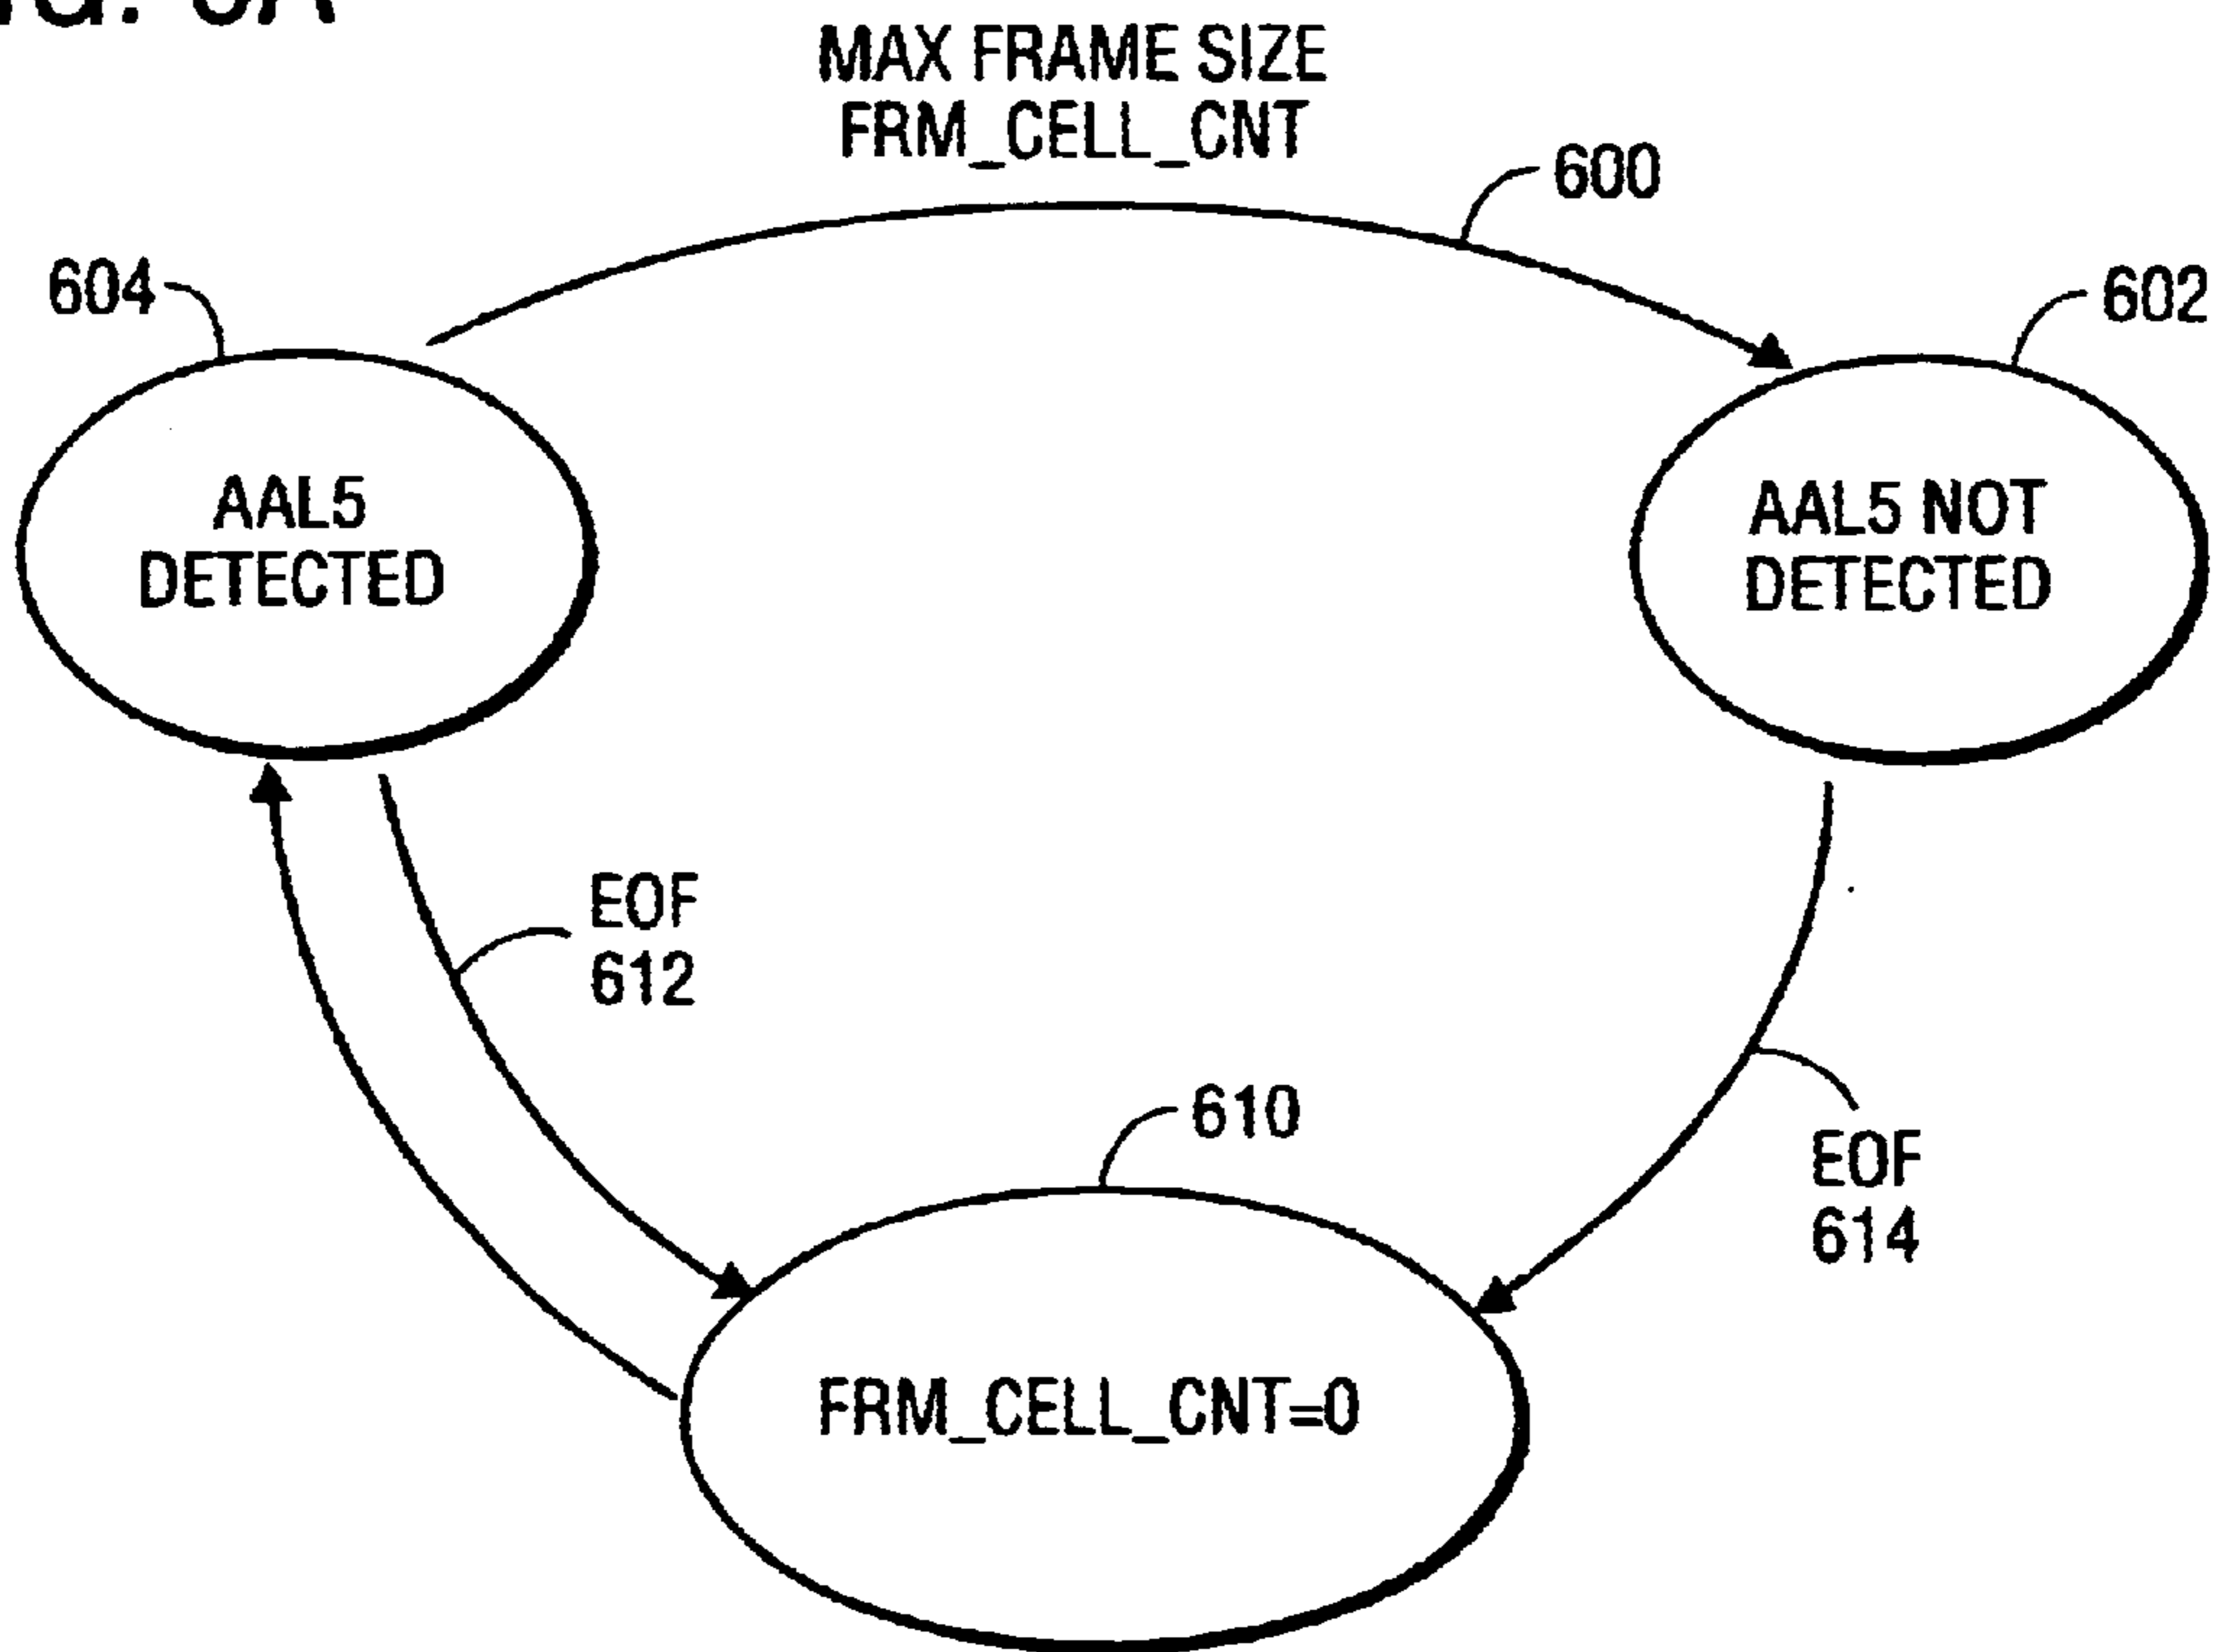 MAX FRAME SIZE
FRM_CELL_CNT
600
604
602
AAL5
DETECTED
AAL5 NOT
DETECTED
EOF
612
610
EOF
614
FRM_CELL_CNT=0